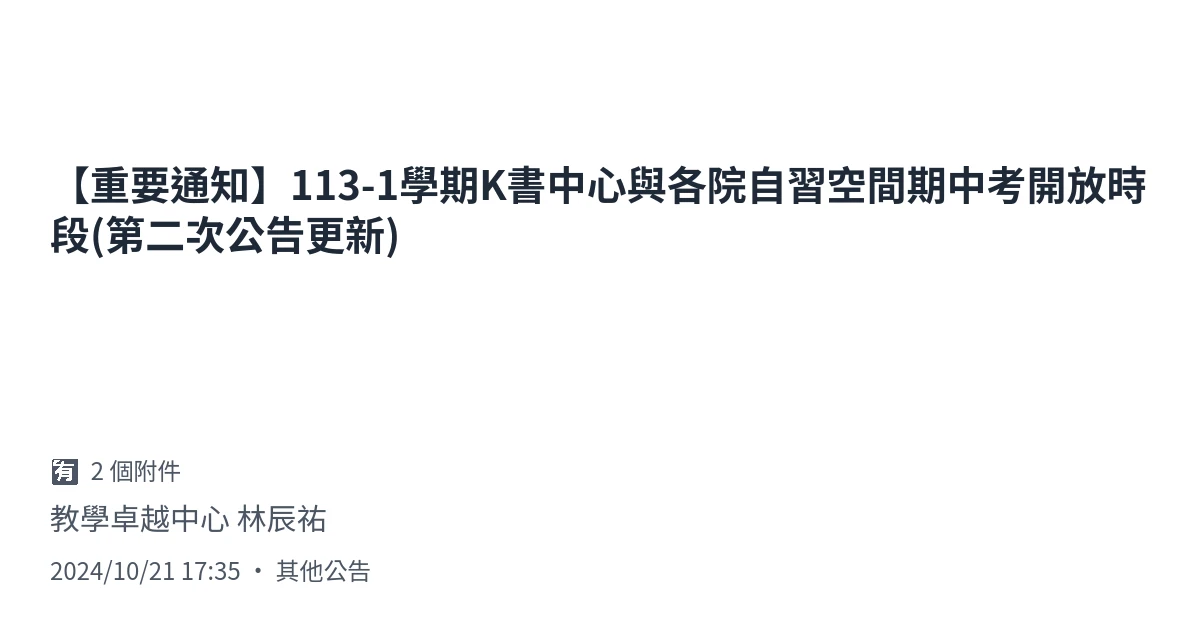 【重要通知】113-1學期K書中心與各院自習空間期中考開放時
段(第二次公告更新)
有 2 個附件
教學卓越中心 林辰祐
2024/10/21 17:35 • 其他公告